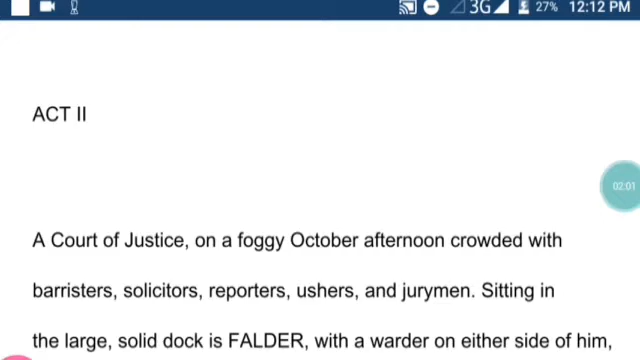 3G 27% 12:12 PM
ACT II
02:01
A Court of Justice, on a foggy October afternoon crowded with
barristers, solicitors, reporters, ushers, and jurymen. Sitting in
the large, solid dock is FALDER, with a warder on either side of him,